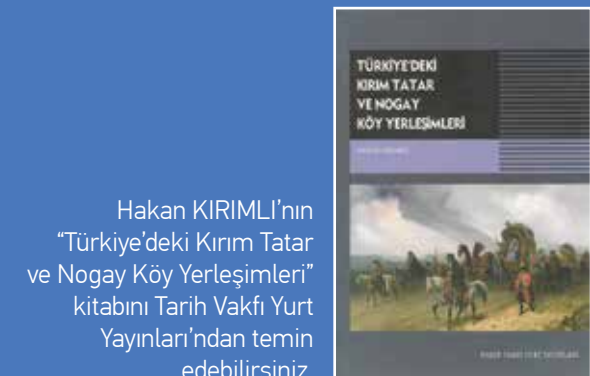 Hakan KIRIMLI’nın
“Türkiye’deki Kırım Tatar
ve Nogay Köy Yerleşimleri”
kitabını Tarih Vakfı Yurt
Yayınları’ndan temin
edebilirsiniz.
TÜRKİYE’DEKİ
KIRIM TATAR
VE NOGAY
KÖY YERLEŞİMLERİ